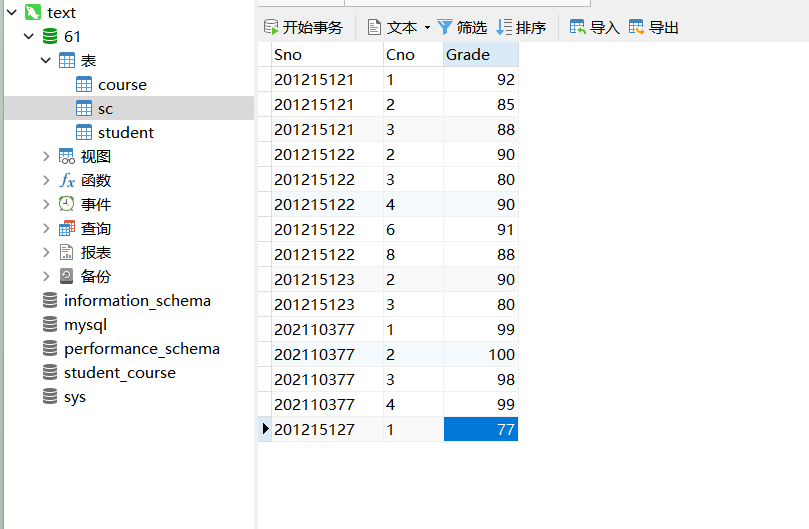 text
61
表
course
sc
student
视图
fx 函数
事件
查询
报表
备份
information_schema
mysql
performance_schema
student_course
sys
开始事务 文本 筛选 排序 导入 导出
Sno Cno Grade
201215121 1 92
201215121 2 85
201215121 3 88
201215122 2 90
201215122 3 80
201215122 4 90
201215122 6 91
201215122 8 88
201215123 2 90
201215123 3 80
202110377 1 99
202110377 2 100
202110377 3 98
202110377 4 99
201215127 1 77